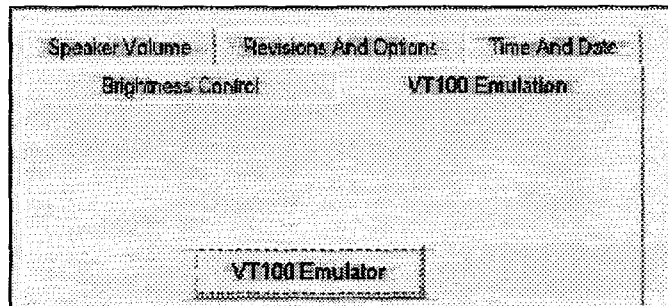 Speaker Volume Revisions And Options Time And Date
Brightness Control VT100 Emulation
VT100 Emulator